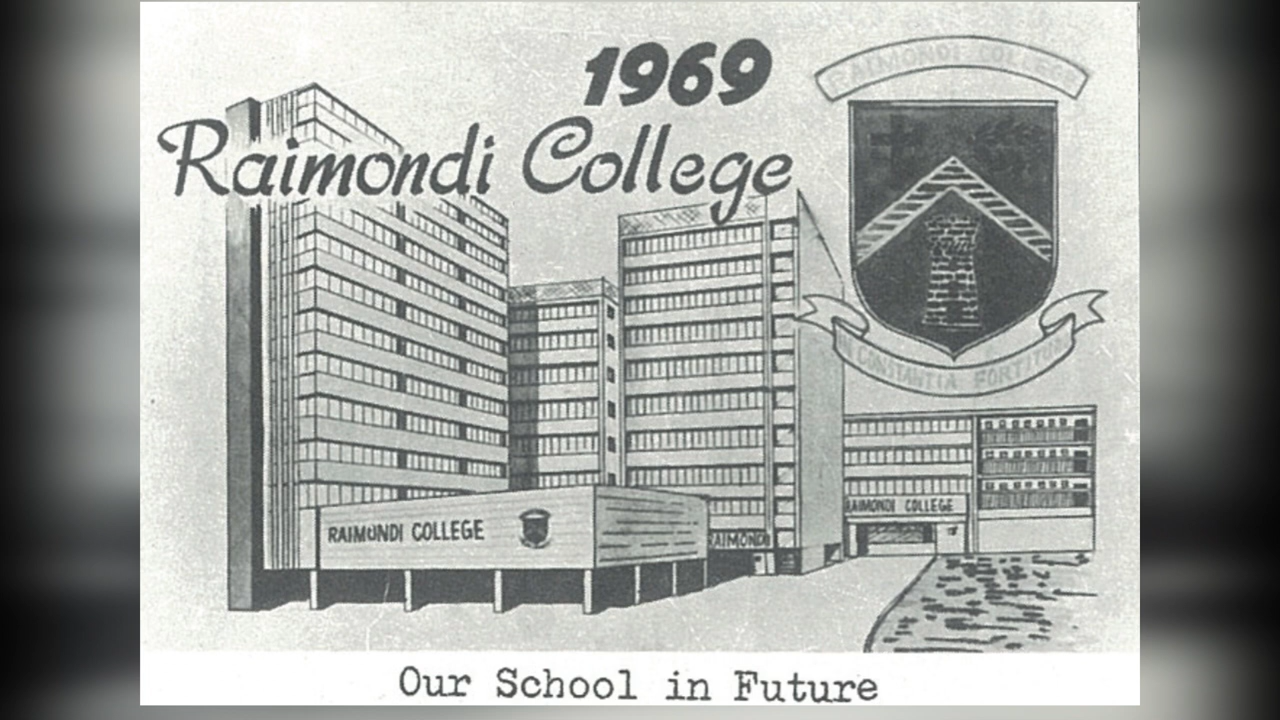 1969
Raimondi College
RAIMONDI COLLEGE
IN CONSTANTIA FORTITUDO
RAIMONDI COLLEGE
RAIMONDI
RAIMONDI COLLEGE
Our School in Future